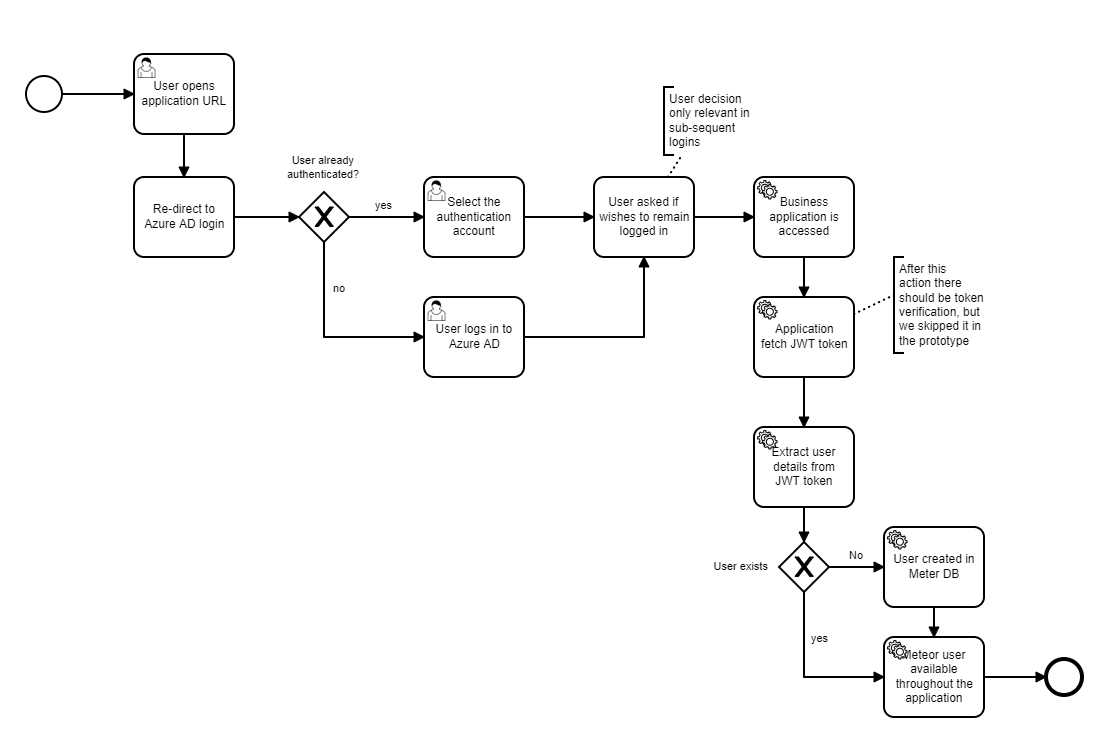 User opens
application URL
Re-direct to
Azure AD login
User already
authenticated?
yes
no
Select the
authentication
account
User logs in to
Azure AD
User decision
only relevant in
sub-sequent
logins
User asked if
wishes to remain
logged in
Business
application is
accessed
After this
action there
should be token
verification, but
we skipped it in
the prototype
Application
fetch JWT token
Extract user
details from
JWT token
User exists
No
yes
User created in
Meter DB
Meteor user
available
throughout the
application